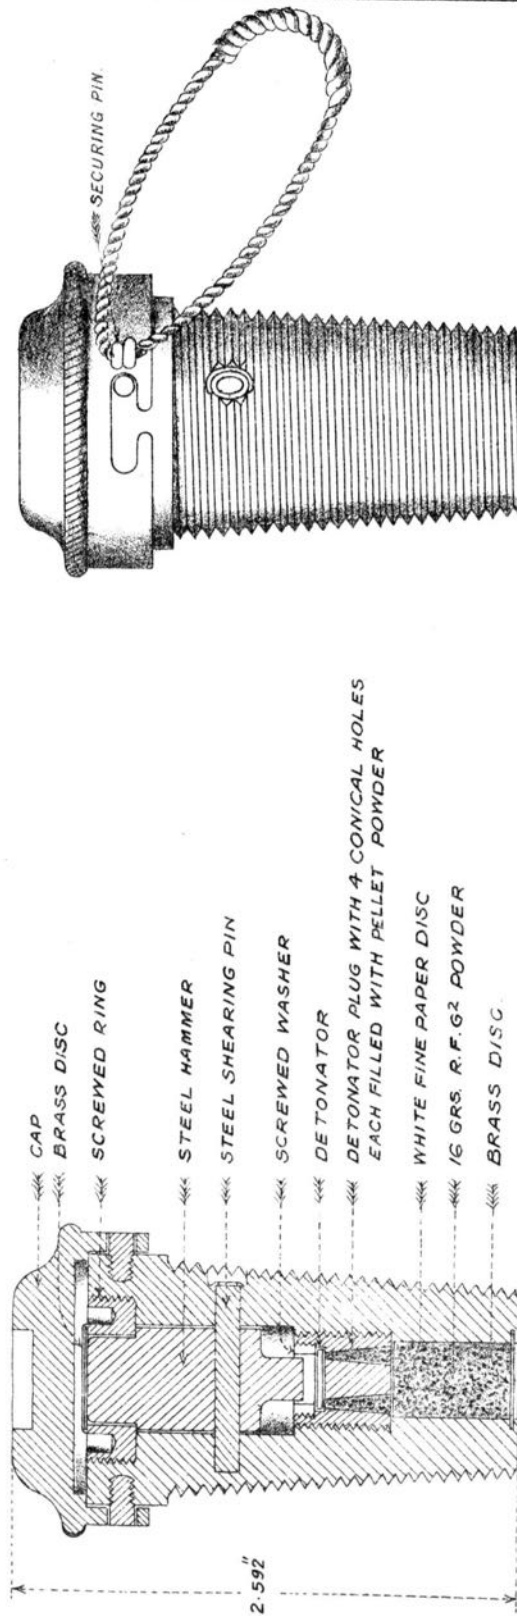 SECURING PIN.
CAP
BRASS DISC
SCREWED RING
STEEL HAMMER
STEEL SHEARING PIN
SCREWED WASHER
DETONATOR
DETONATOR PLUG WITH 4 CONICAL HOLES
EACH FILLED WITH PELLET POWDER
WHITE FINE PAPER DISC
16 GRS. R.F.G² POWDER
BRASS DISC.
2.592"